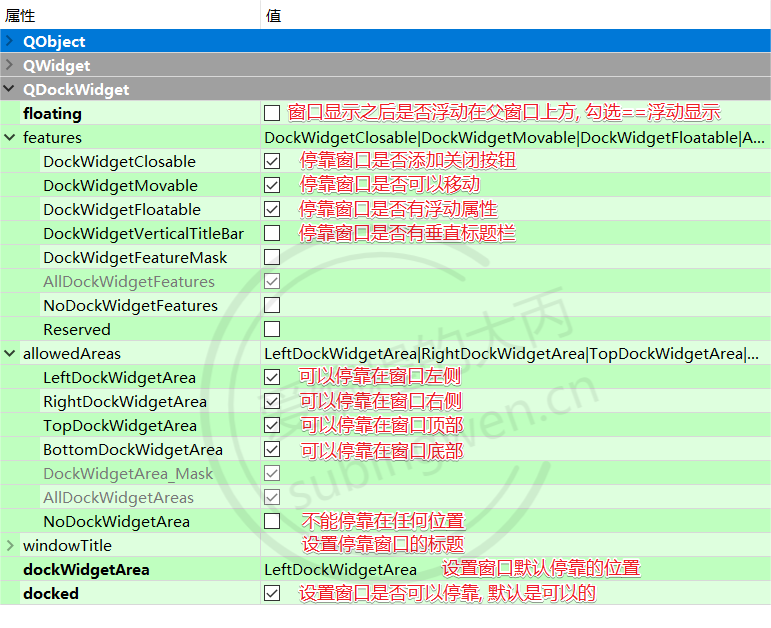 属性 值
QObject
QWidget
QDockWidget
floating 窗口显示之后是否浮动在父窗口上方, 勾选==浮动显示
features DockWidgetClosable|DockWidgetMovable|DockWidgetFloatable|A...
DockWidgetClosable 停靠窗口是否添加关闭按钮
DockWidgetMovable 停靠窗口是否可以移动
DockWidgetFloatable 停靠窗口是否有浮动属性
DockWidgetVerticalTitleBar 停靠窗口是否有垂直标题栏
DockWidgetFeatureMask
AllDockWidgetFeatures
NoDockWidgetFeatures
Reserved
allowedAreas LeftDockWidgetArea|RightDockWidgetArea|TopDockWidgetArea|...
LeftDockWidgetArea 可以停靠在窗口左侧
RightDockWidgetArea 可以停靠在窗口右侧
TopDockWidgetArea 可以停靠在窗口顶部
BottomDockWidgetArea 可以停靠在窗口底部
DockWidgetArea_Mask
AllDockWidgetAreas
NoDockWidgetArea 不能停靠在任何位置
windowTitle 设置停靠窗口的标题
dockWidgetArea LeftDockWidgetArea 设置窗口默认停靠的位置
docked 设置窗口是否可以停靠, 默认是可以的
的大丙
subingwen.cn